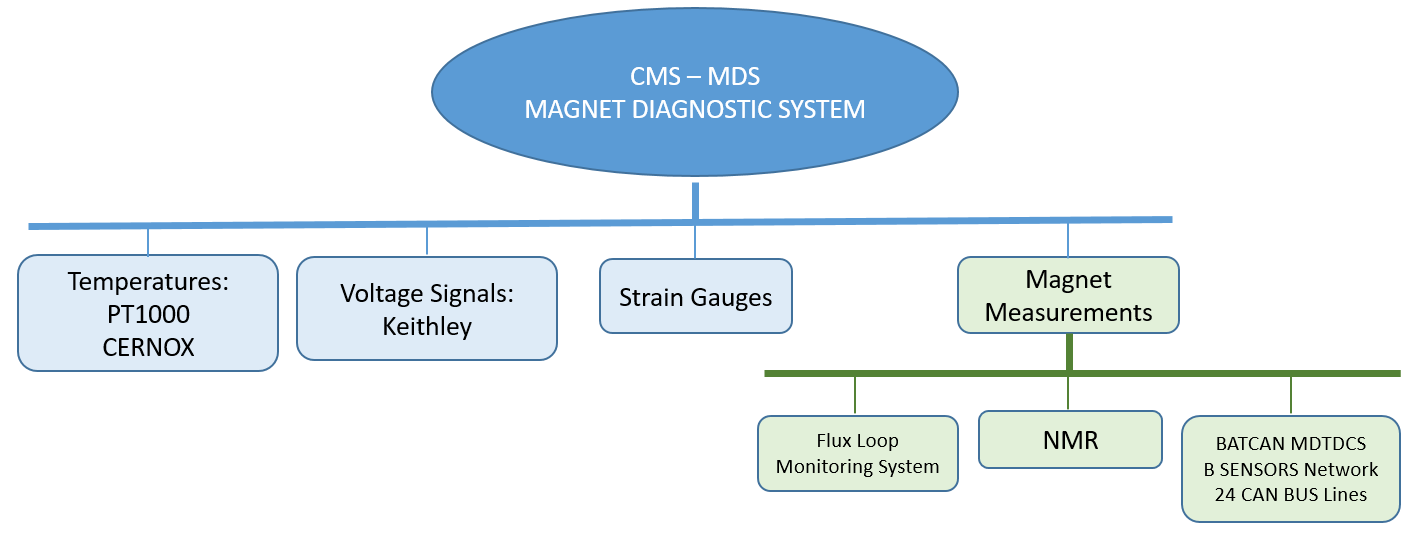 CMS – MDS
MAGNET DIAGNOSTIC SYSTEM
Temperatures:
PT1000
CERNOX
Voltage Signals:
Keithley
Strain Gauges
Magnet
Measurements
Flux Loop
Monitoring System
NMR
BATCAN MDTDCS
B SENSORS Network
24 CAN BUS Lines